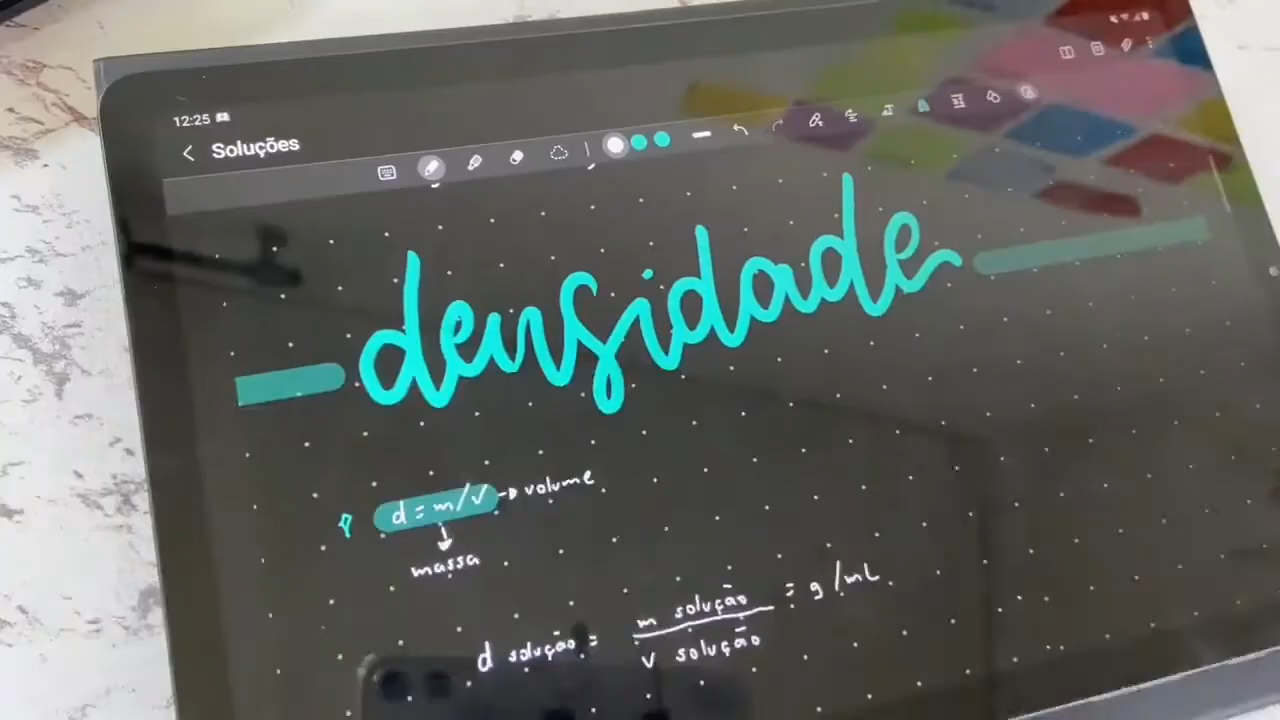 12:25
Soluções
densidade
d = m/v → volume
massa
d solução = m solução / v solução = g/mL